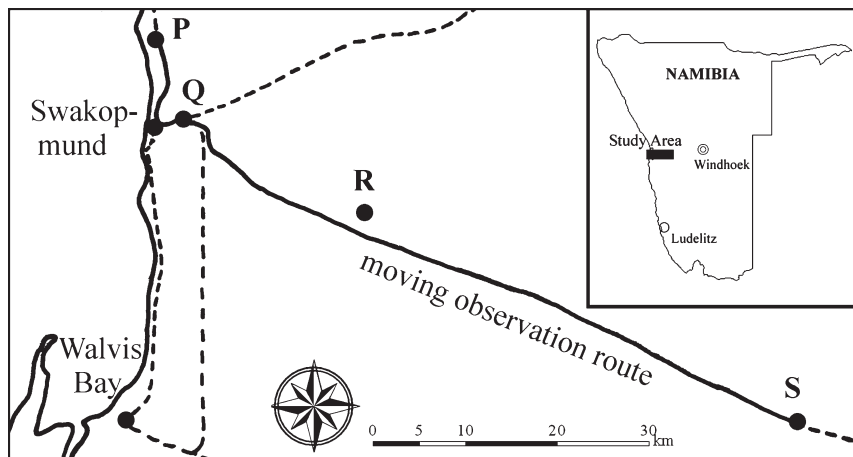 P
Q
Swakop-
mund
R
moving observation route
S
Walvis
Bay
0 5 10 20 30
km
NAMIBIA
Study Area
Windhoek
Ludelitz